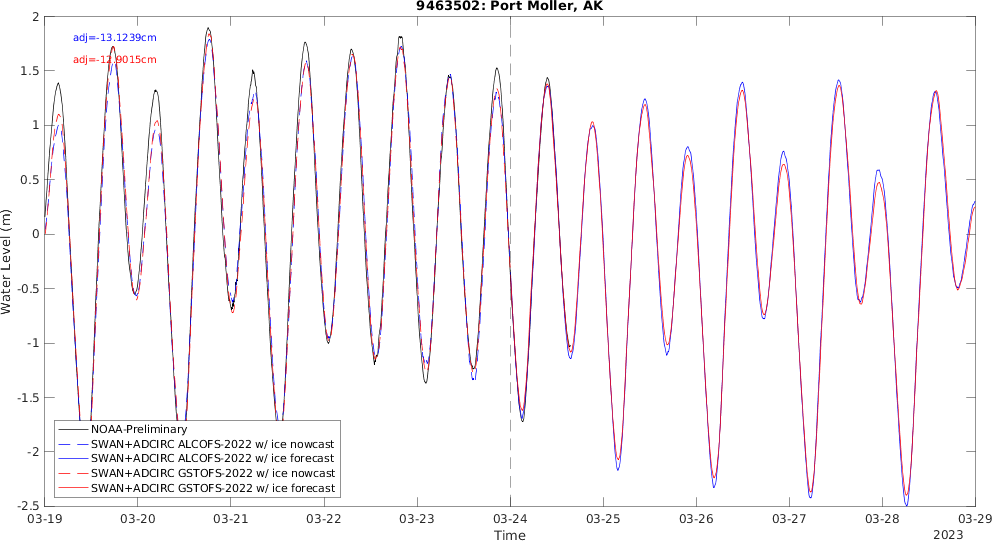 9463502: Port Moller, AK
adj=-13.1239cm
adj=-12.9015cm
Water Level (m)
2
1.5
1
0.5
0
-0.5
-1
-1.5
-2
-2.5
NOAA-Preliminary
SWAN+ADCIRC ALCOFS-2022 w/ ice nowcast
SWAN+ADCIRC ALCOFS-2022 w/ ice forecast
SWAN+ADCIRC GSTOFS-2022 w/ ice nowcast
SWAN+ADCIRC GSTOFS-2022 w/ ice forecast
03-19 03-20 03-21 03-22 03-23 03-24 03-25 03-26 03-27 03-28 03-29
Time
2023